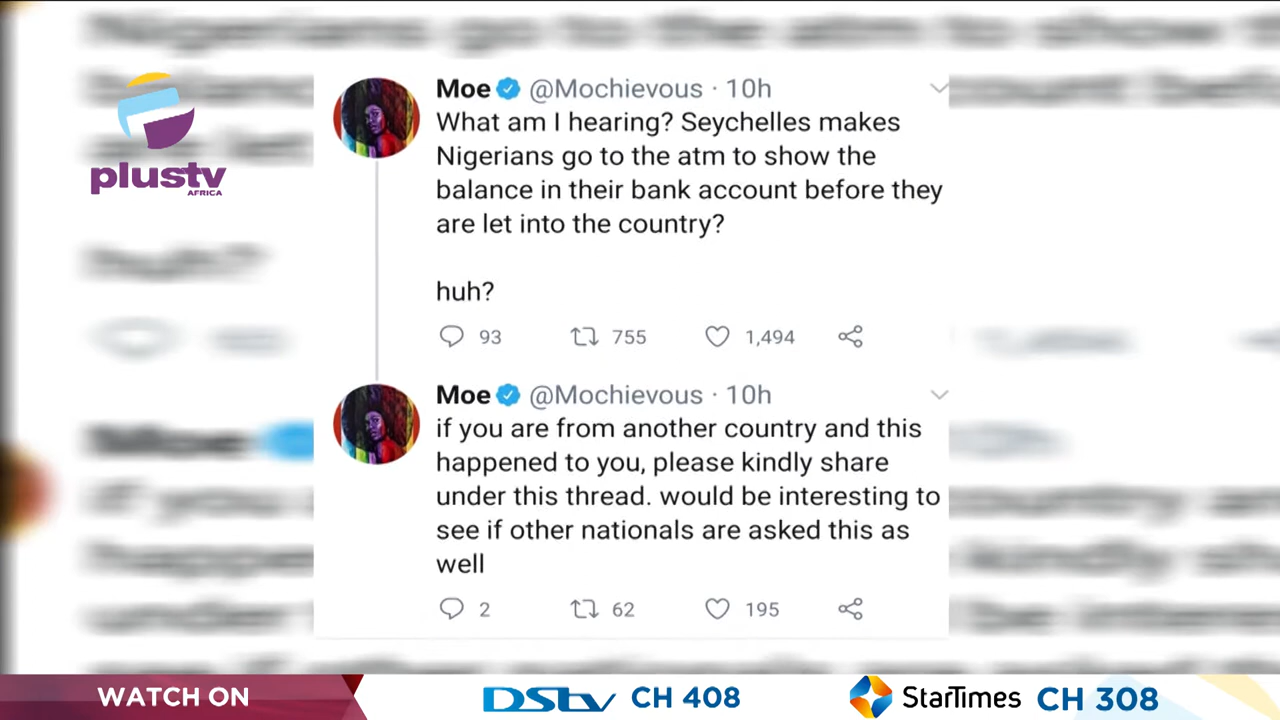 plustv
AFRICA
Moe @Mochievous · 10h
What am I hearing? Seychelles makes
Nigerians go to the atm to show the
balance in their bank account before they
are let into the country?
huh?
93 755 1,494
Moe @Mochievous · 10h
if you are from another country and this
happened to you, please kindly share
under this thread. would be interesting to
see if other nationals are asked this as
well
2 62 195
WATCH ON DStv CH 408 StarTimes CH 308